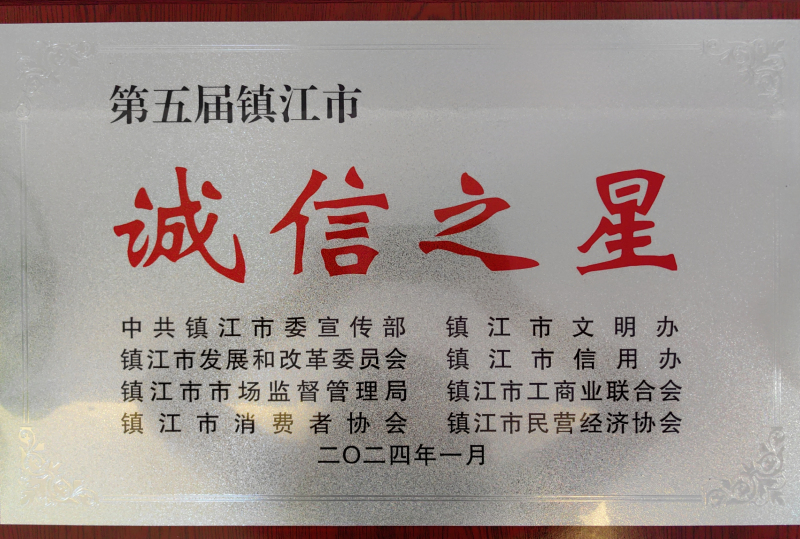 第五届镇江市
诚信之星
中共镇江市委宣传部 镇江市文明办
镇江市发展和改革委员会 镇江市信用办
镇江市市场监督管理局 镇江市工商业联合会
镇江市消费者协会 镇江市民营经济协会
二〇二四年一月